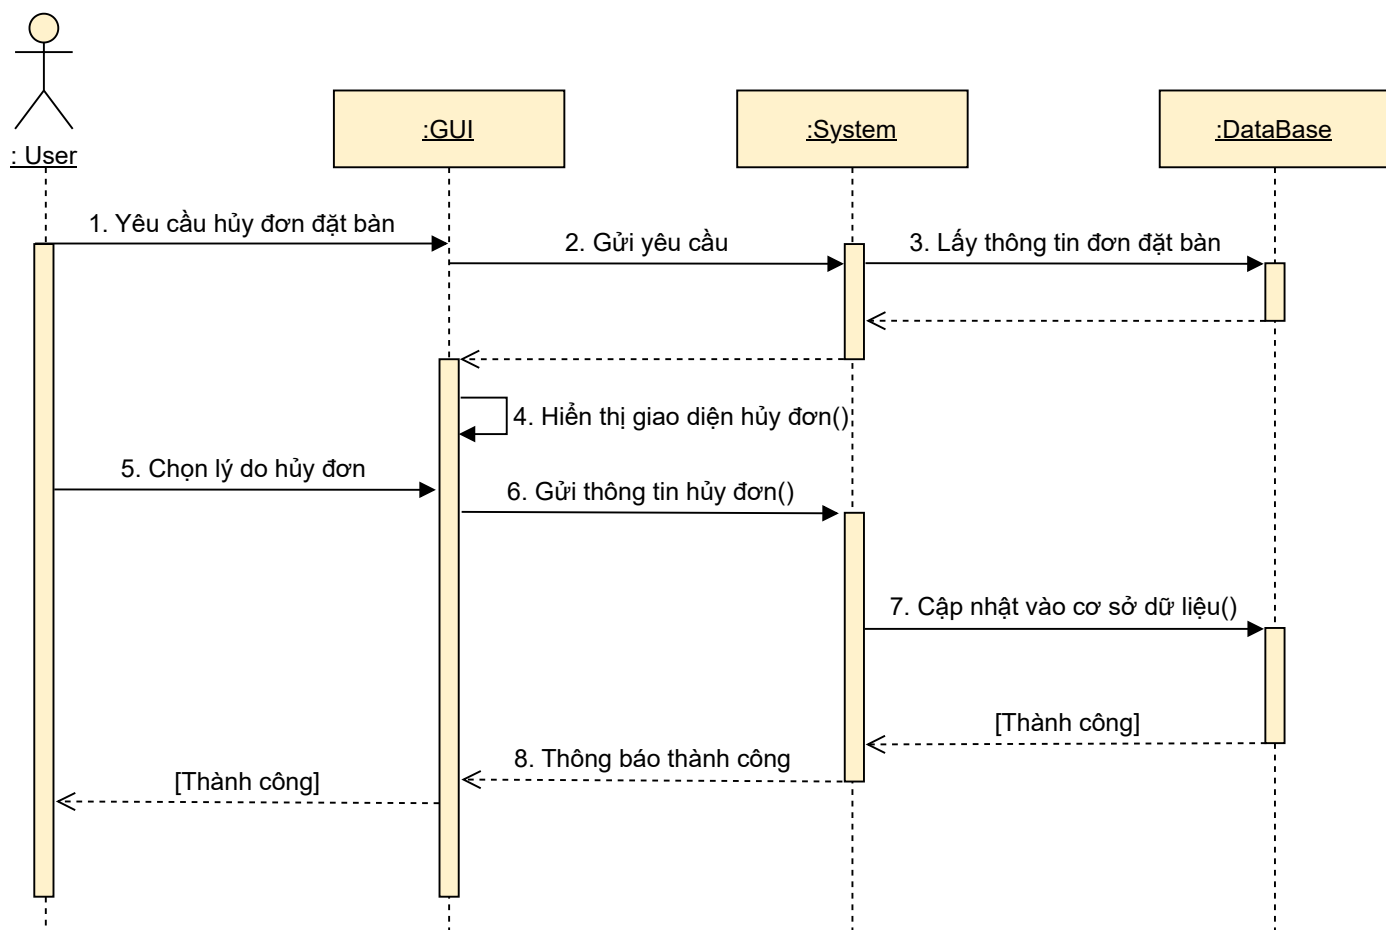 : User
:GUI
:System
:DataBase
1. Yêu cầu hủy đơn đặt bàn
2. Gửi yêu cầu
3. Lấy thông tin đơn đặt bàn
4. Hiển thị giao diện hủy đơn()
5. Chọn lý do hủy đơn
6. Gửi thông tin hủy đơn()
7. Cập nhật vào cơ sở dữ liệu()
[Thành công]
8. Thông báo thành công
[Thành công]